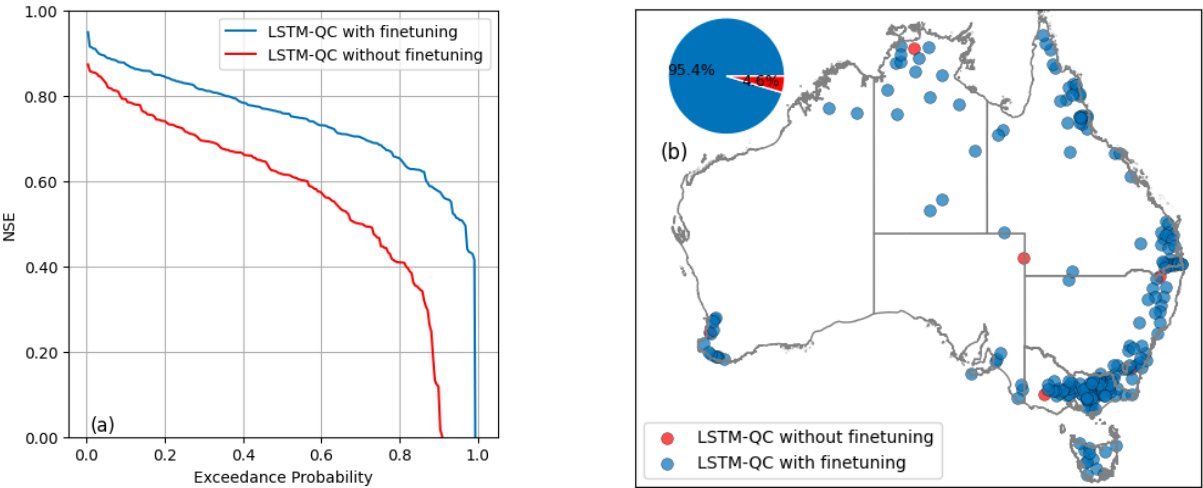 1.00
0.80
0.60
0.40
0.20
0.00
NSE
LSTM-QC with finetuning
LSTM-QC without finetuning
(a)
0.0 0.2 0.4 0.6 0.8 1.0
Exceedance Probability
95.4%
4.6%
(b)
LSTM-QC without finetuning
LSTM-QC with finetuning